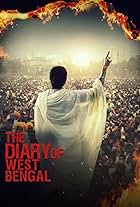 THE
DIARY OF
WEST
BENGAL